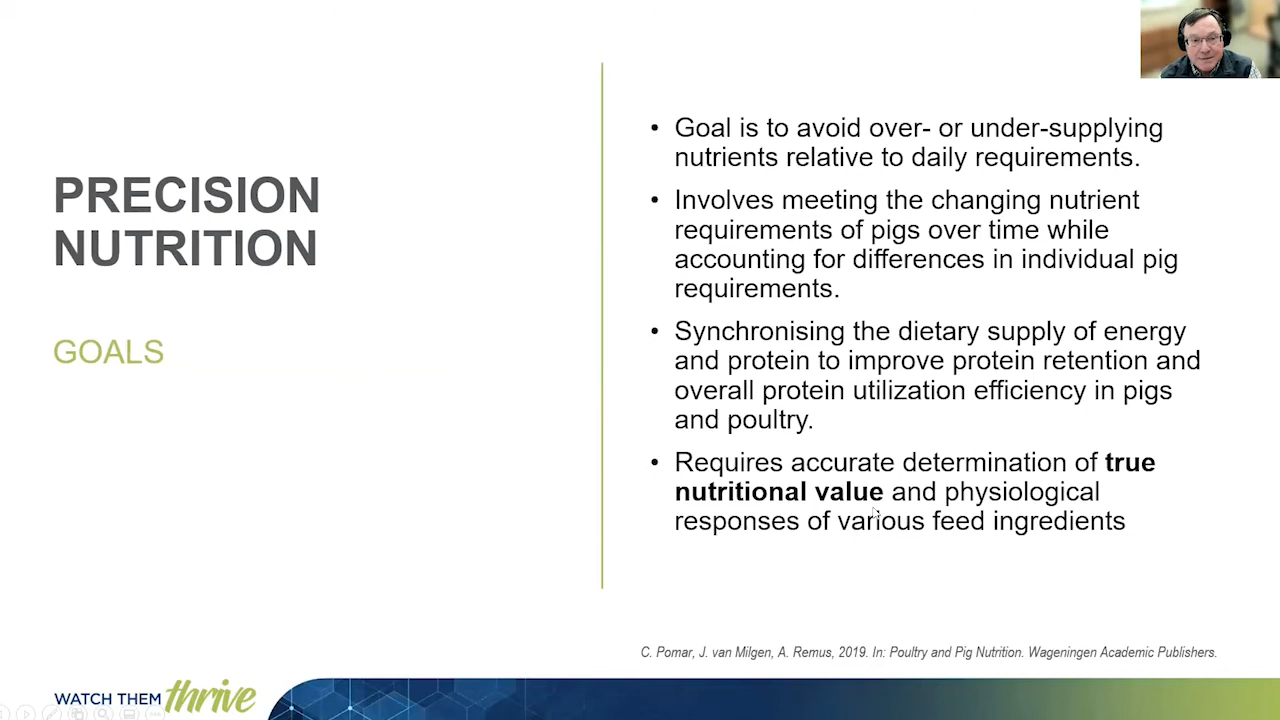 PRECISION
NUTRITION
GOALS
• Goal is to avoid over- or under-supplying
nutrients relative to daily requirements.
• Involves meeting the changing nutrient
requirements of pigs over time while
accounting for differences in individual pig
requirements.
• Synchronising the dietary supply of energy
and protein to improve protein retention and
overall protein utilization efficiency in pigs
and poultry.
• Requires accurate determination of true
nutritional value and physiological
responses of various feed ingredients
C. Pomar, J. van Milgen, A. Remus, 2019. In: Poultry and Pig Nutrition. Wageningen Academic Publishers.
WATCH THEM thrive